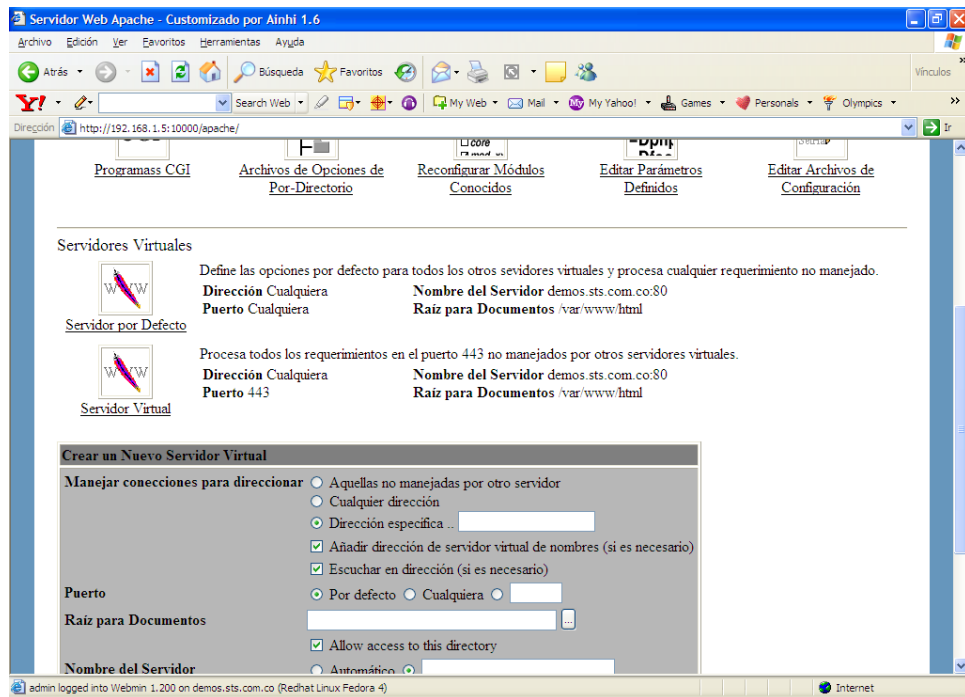 Servidor Web Apache - Customizado por Ainhi 1.6
Archivo Edición Ver Favoritos Herramientas Ayuda
Atrás Búsqueda Favoritos Vínculos
Y! Search Web My Web Mail My Yahoo! Games Personals Olympics
Dirección http://192.168.1.5:10000/apache/ Ir
Programass CGI Archivos de Opciones de Por-Directorio Reconfigurar Módulos Conocidos Editar Parámetros Definidos Editar Archivos de Configuración
Servidores Virtuales
Define las opciones por defecto para todos los otros sevidores virtuales y procesa cualquier requerimiento no manejado.
Dirección Cualquiera Nombre del Servidor demos.sts.com.co:80
Puerto Cualquiera Raíz para Documentos /var/www/html
Servidor por Defecto
Procesa todos los requerimientos en el puerto 443 no manejados por otros servidores virtuales.
Dirección Cualquiera Nombre del Servidor demos.sts.com.co:80
Puerto 443 Raíz para Documentos /var/www/html
Servidor Virtual
Crear un Nuevo Servidor Virtual
Manejar conecciones para direccionar Aquellas no manejadas por otro servidor
Cualquier dirección
Dirección especifica ..
Añadir dirección de servidor virtual de nombres (si es necesario)
Escuchar en dirección (si es necesario)
Puerto Por defecto Cualquiera
Raíz para Documentos ...
Allow access to this directory
Nombre del Servidor Automático
admin logged into Webmin 1.200 on demos.sts.com.co (Redhat Linux Fedora 4) Internet